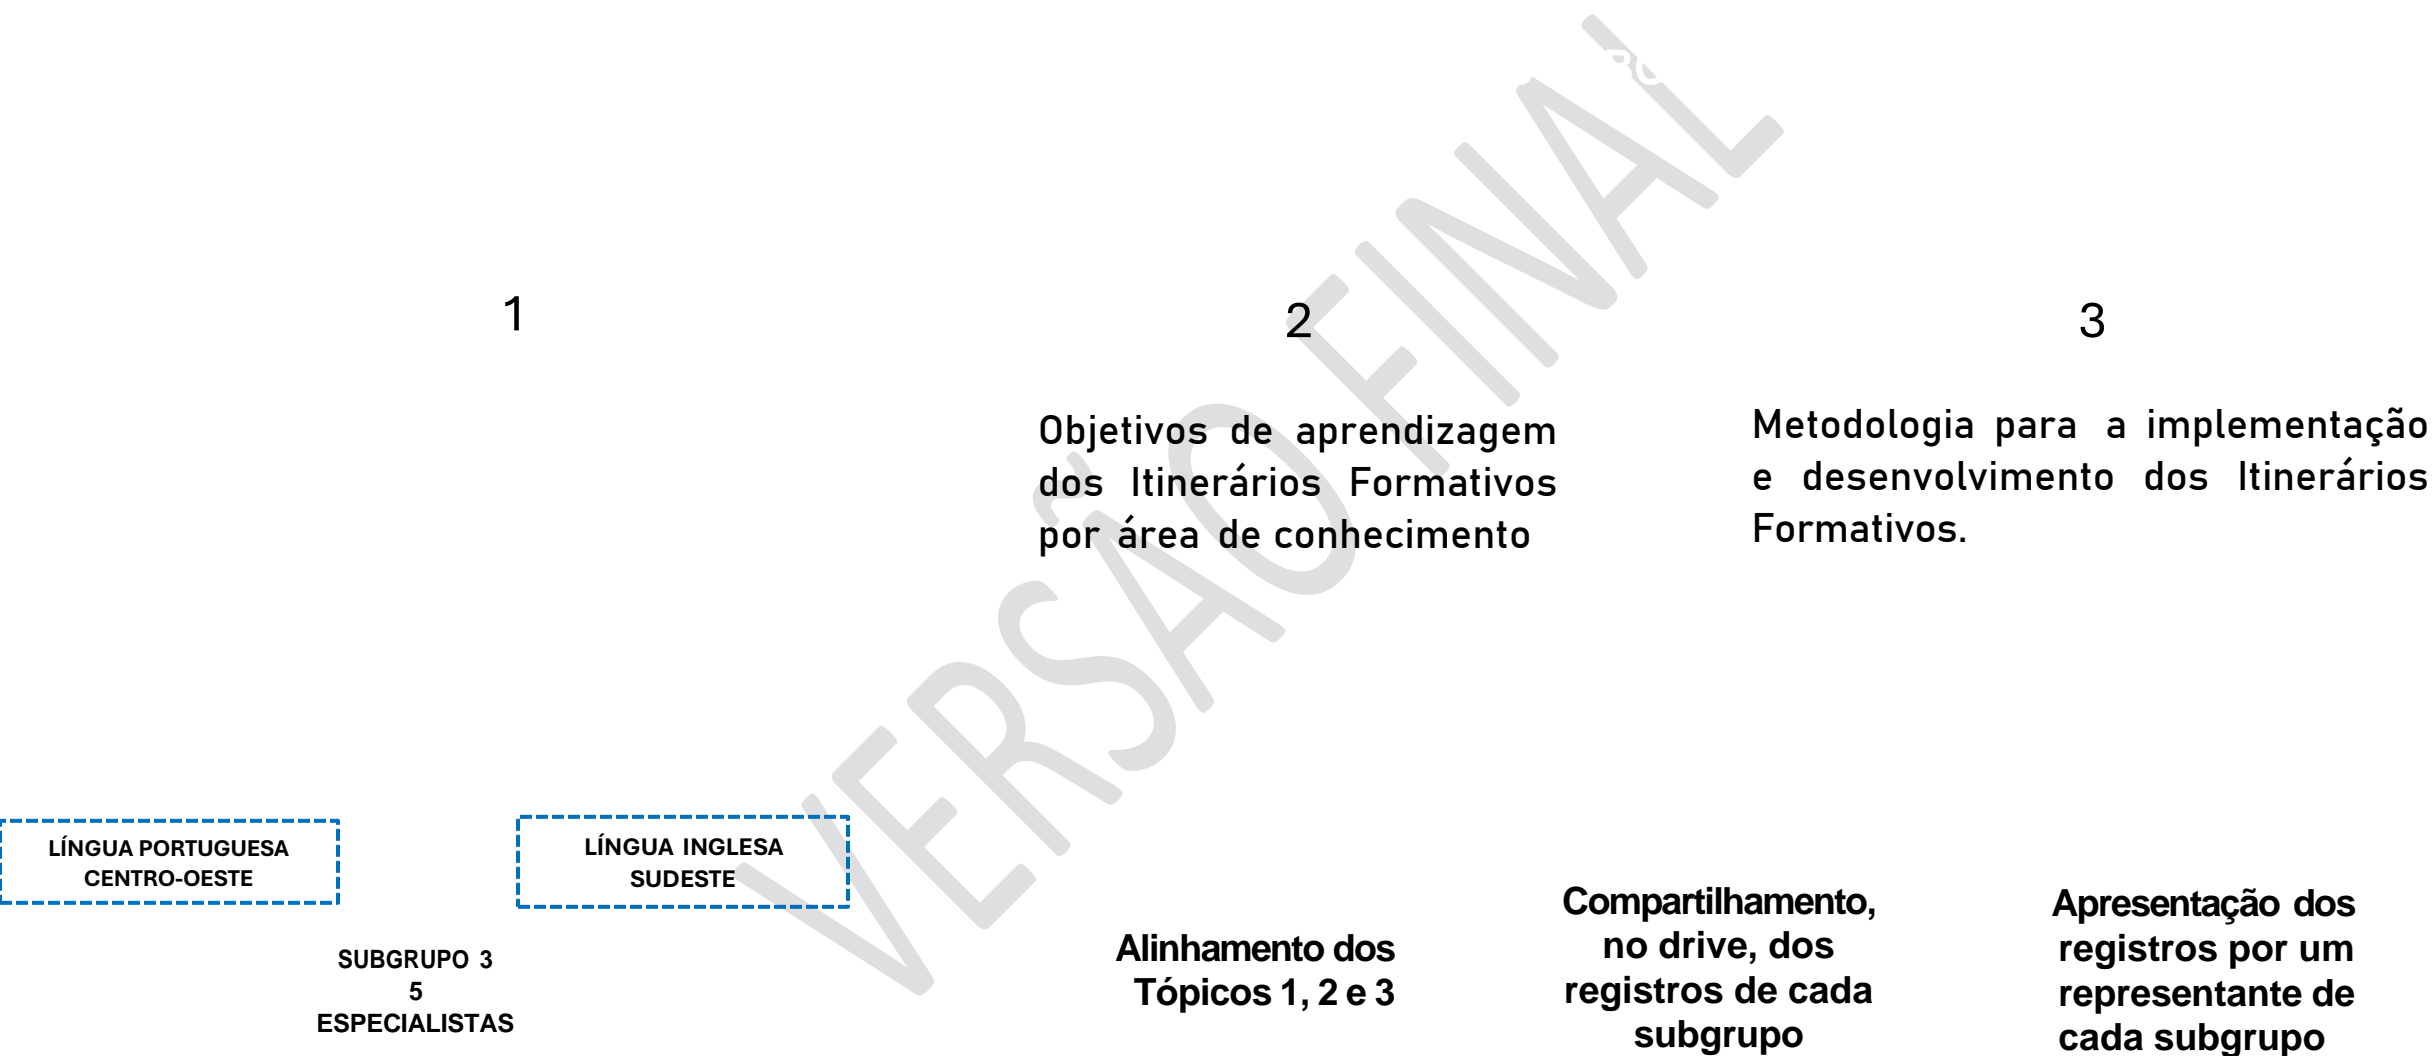 1
2
3
Objetivos de aprendizagem
dos Itinerários Formativos
por área de conhecimento
Metodologia para a implementação
e desenvolvimento dos Itinerários
Formativos.
VERSÃO FINAL
LÍNGUA PORTUGUESA
CENTRO-OESTE
LÍNGUA INGLESA
SUDESTE
SUBGRUPO 3
5
ESPECIALISTAS
Alinhamento dos
Tópicos 1, 2 e 3
Compartilhamento,
no drive, dos
registros de cada
subgrupo
Apresentação dos
registros por um
representante de
cada subgrupo